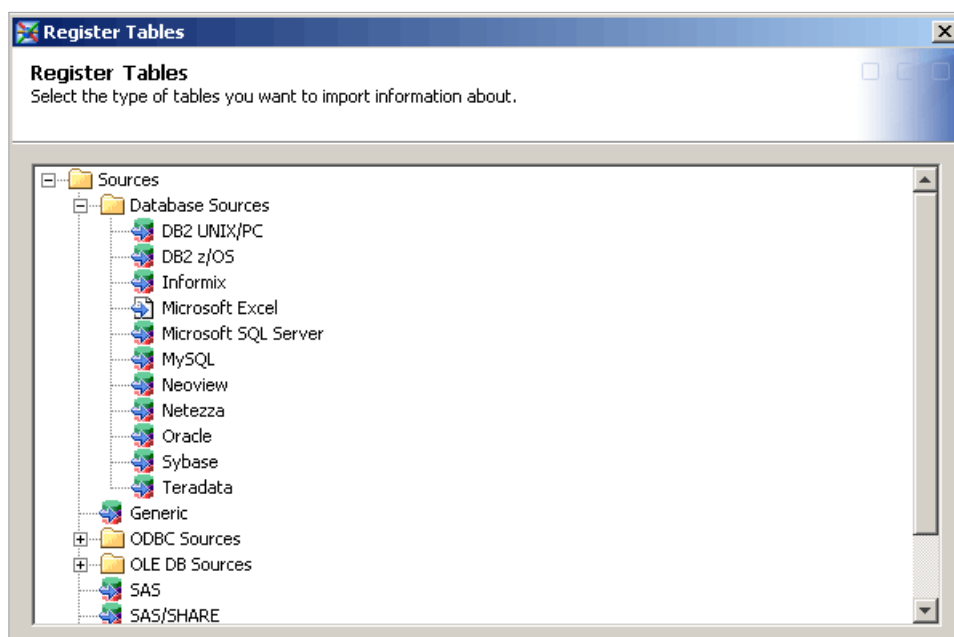 Register Tables
Register Tables
Select the type of tables you want to import information about.
Sources
Database Sources
DB2 UNIX/PC
DB2 z/OS
Informix
Microsoft Excel
Microsoft SQL Server
MySQL
Neoview
Netezza
Oracle
Sybase
Teradata
Generic
ODBC Sources
OLE DB Sources
SAS
SAS/SHARE